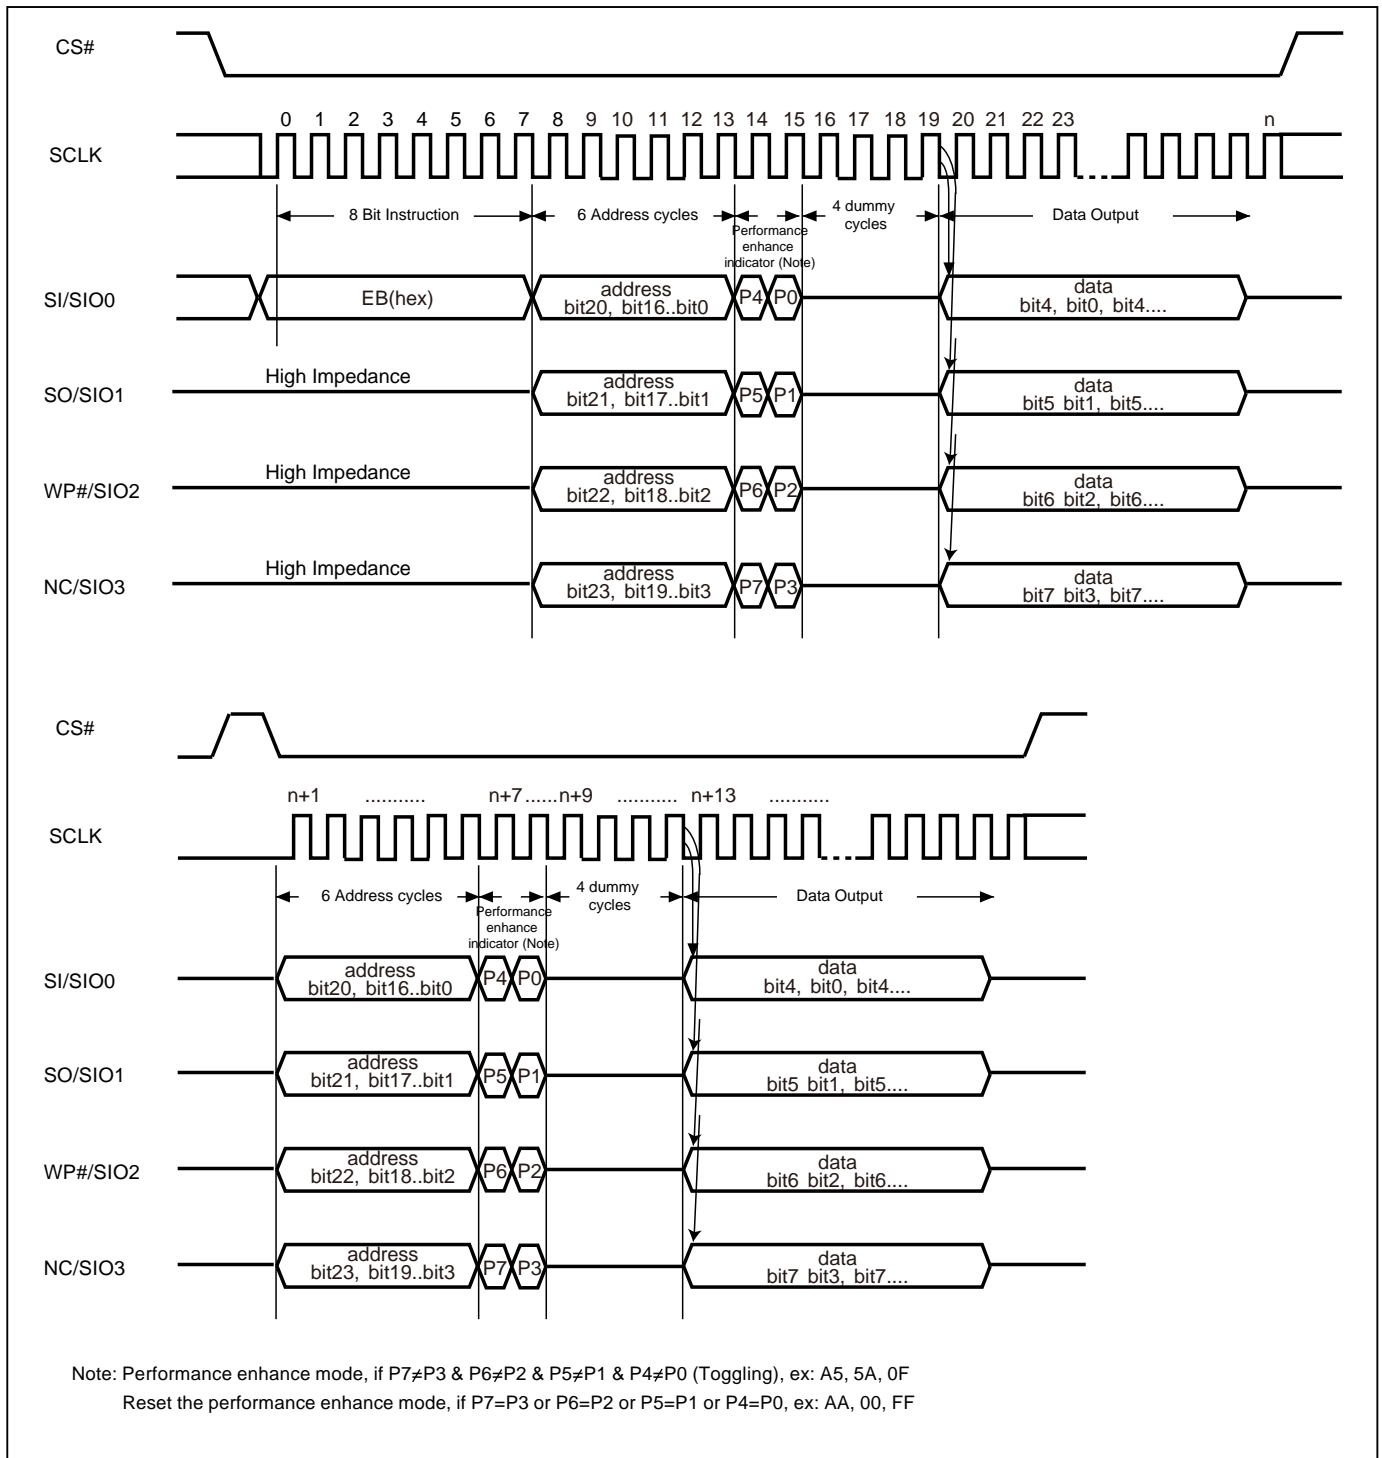 CS#
0 1 2 3 4 5 6 7 8 9 10 11 12 13 14 15 16 17 18 19 20 21 22 23 n
SCLK
8 Bit Instruction 6 Address cycles 4 dummy cycles Data Output
Performance
enhance
indicator (Note)
SI/SIO0 EB(hex) address
bit20, bit16..bit0 P4 P0 data
bit4, bit0, bit4....
SO/SIO1 High Impedance address
bit21, bit17..bit1 P5 P1 data
bit5 bit1, bit5....
WP#/SIO2 High Impedance address
bit22, bit18..bit2 P6 P2 data
bit6 bit2, bit6....
NC/SIO3 High Impedance address
bit23, bit19..bit3 P7 P3 data
bit7 bit3, bit7....
CS#
n+1 ........... n+7 ......n+9 ........... n+13 ...........
SCLK
6 Address cycles 4 dummy cycles Data Output
Performance
enhance
indicator (Note)
SI/SIO0 address
bit20, bit16..bit0 P4 P0 data
bit4, bit0, bit4....
SO/SIO1 address
bit21, bit17..bit1 P5 P1 data
bit5 bit1, bit5....
WP#/SIO2 address
bit22, bit18..bit2 P6 P2 data
bit6 bit2, bit6....
NC/SIO3 address
bit23, bit19..bit3 P7 P3 data
bit7 bit3, bit7....
Note: Performance enhance mode, if P7≠P3 & P6≠P2 & P5≠P1 & P4≠P0 (Toggling), ex: A5, 5A, 0F
Reset the performance enhance mode, if P7=P3 or P6=P2 or P5=P1 or P4=P0, ex: AA, 00, FF